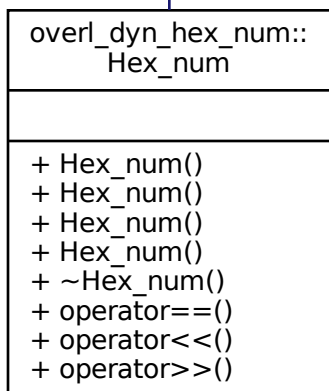 overl_dyn_hex_num::
Hex_num
+ Hex_num()
+ Hex_num()
+ Hex_num()
+ Hex_num()
+ ~Hex_num()
+ operator==()
+ operator<<()
+ operator>>()